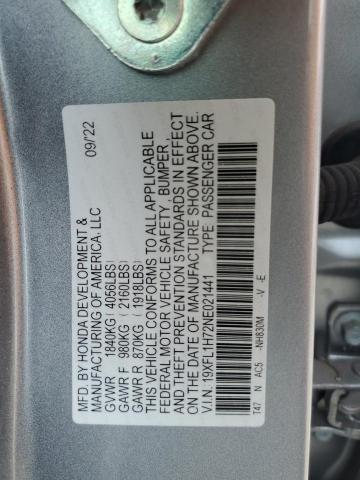 MFD. BY HONDA DEVELOPMENT & 09/'22
MANUFACTURING OF AMERICA, LLC
GVWR 1840KG ( 4056LBS)
GAWR F 980KG ( 2160LBS)
GAWR R 870KG ( 1918LBS)
THIS VEHICLE CONFORMS TO ALL APPLICABLE
FEDERAL MOTOR VEHICLE SAFETY, BUMPER,
AND THEFT PREVENTION STANDARDS IN EFFECT
ON THE DATE OF MANUFACTURE SHOWN ABOVE.
V.I.N. 19XFL1H72NE021441 TYPE PASSENGER CAR
T47 N AC5 -NH830M -V -E